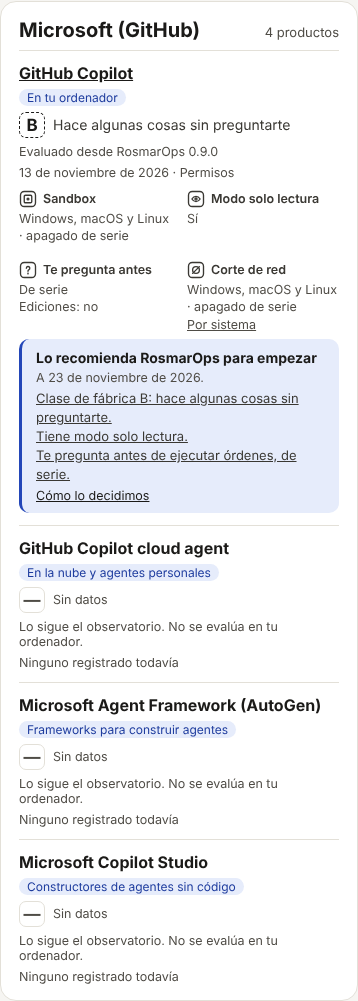 Microsoft (GitHub)
4 productos
GitHub Copilot
En tu ordenador
B
Hace algunas cosas sin preguntarte
Evaluado desde RosmarOps 0.9.0
13 de noviembre de 2026 · Permisos
Sandbox
Windows, macOS y Linux
· apagado de serie
Modo solo lectura
Sí
Te pregunta antes
De serie
Ediciones: no
Corte de red
Windows, macOS y Linux
· apagado de serie
Por sistema
Lo recomienda RosmarOps para empezar
A 23 de noviembre de 2026.
Clase de fábrica B: hace algunas cosas sin
preguntarte.
Tiene modo solo lectura.
Te pregunta antes de ejecutar órdenes, de
serie.
Cómo lo decidimos
GitHub Copilot cloud agent
En la nube y agentes personales
— Sin datos
Lo sigue el observatorio. No se evalúa en tu
ordenador.
Ninguno registrado todavía
Microsoft Agent Framework (AutoGen)
Frameworks para construir agentes
— Sin datos
Lo sigue el observatorio. No se evalúa en tu
ordenador.
Ninguno registrado todavía
Microsoft Copilot Studio
Constructores de agentes sin código
— Sin datos
Lo sigue el observatorio. No se evalúa en tu
ordenador.
Ninguno registrado todavía